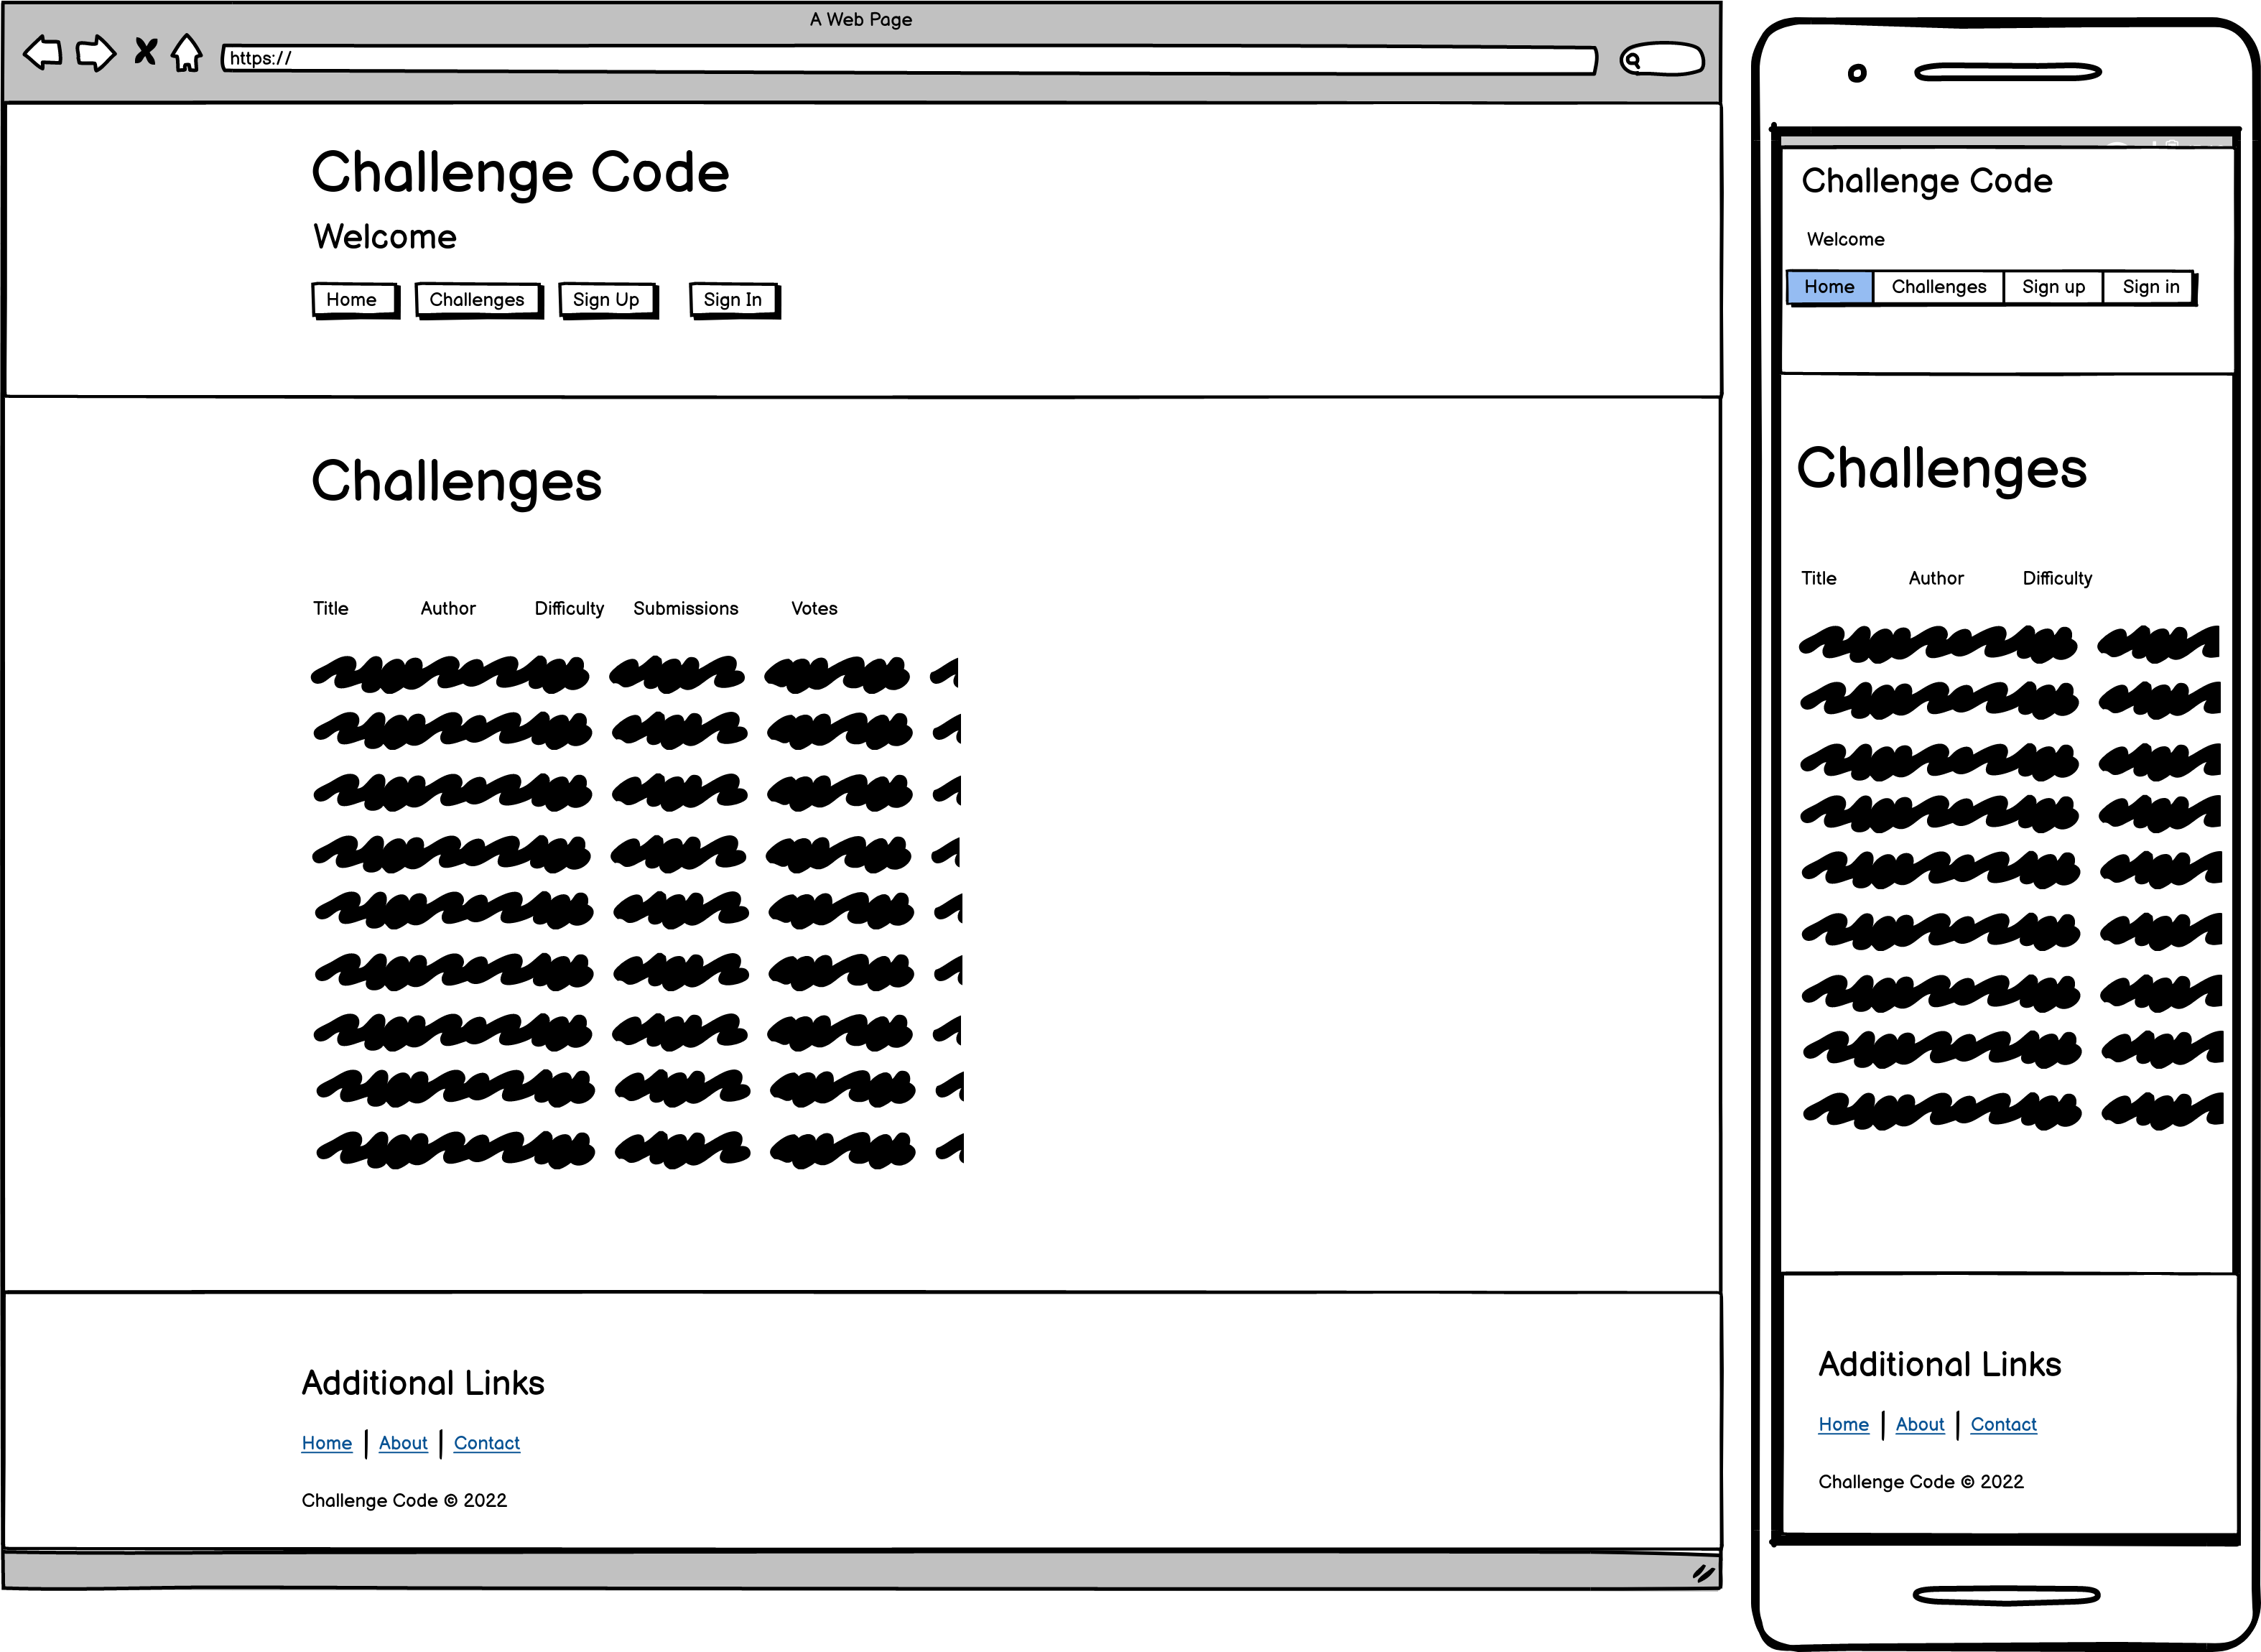 A Web Page
https://
Challenge Code
Welcome
Home Challenges Sign Up Sign In
Challenges
Title Author Difficulty Submissions Votes
Additional Links
Home About Contact
Challenge Code © 2022
Challenge Code
Welcome
Home Challenges Sign up Sign in
Challenges
Title Author Difficulty
Additional Links
Home About Contact
Challenge Code © 2022